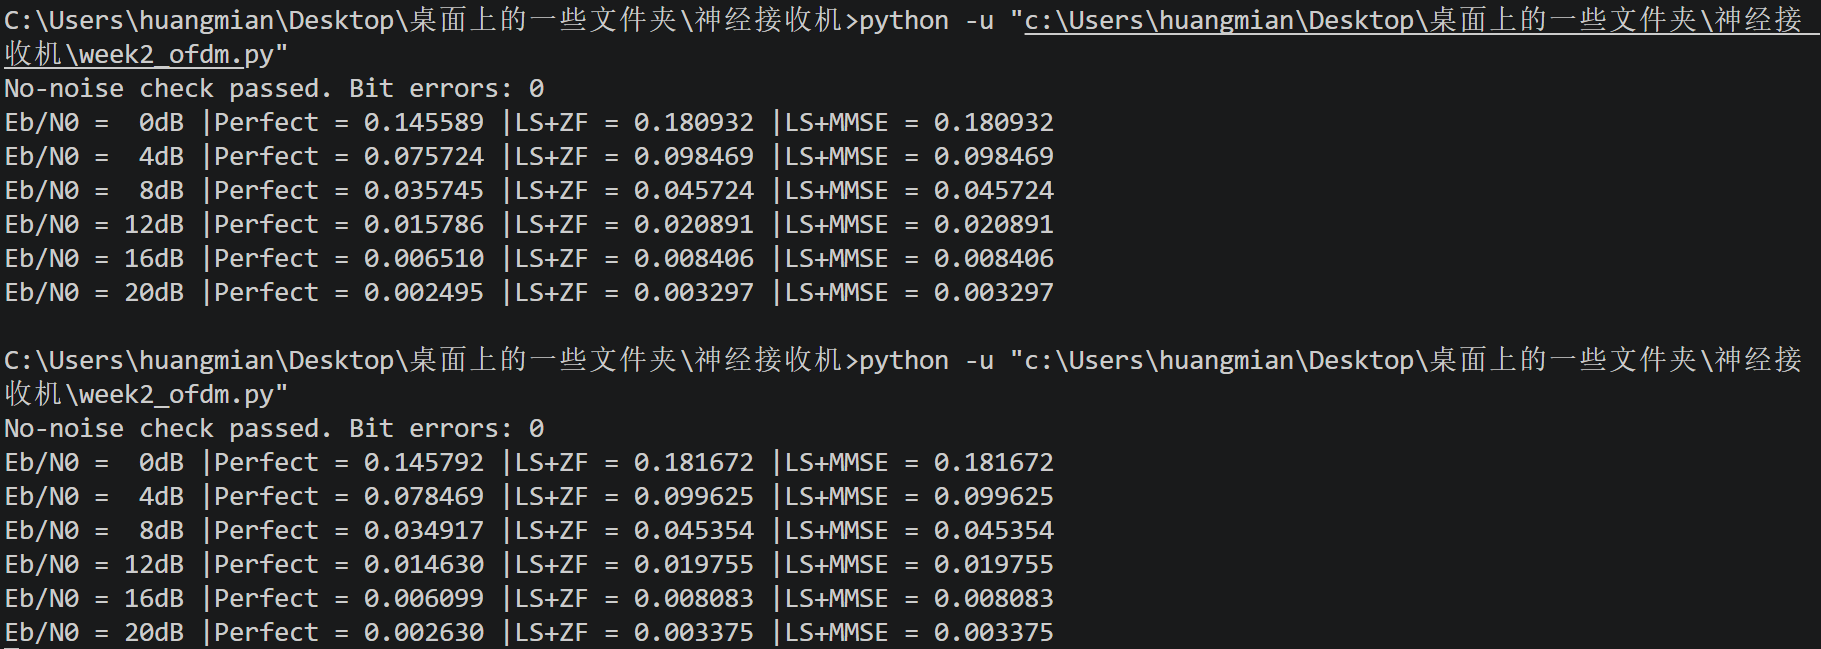 C:\Users\huangmian\Desktop\桌面上的一些文件夹\神经接收机>python -u "c:\Users\huangmian\Desktop\桌面上的一些文件夹\神经接
收机\week2_ofdm.py"
No-noise check passed. Bit errors: 0
Eb/N0 =  0dB |Perfect = 0.145589 |LS+ZF = 0.180932 |LS+MMSE = 0.180932
Eb/N0 =  4dB |Perfect = 0.075724 |LS+ZF = 0.098469 |LS+MMSE = 0.098469
Eb/N0 =  8dB |Perfect = 0.035745 |LS+ZF = 0.045724 |LS+MMSE = 0.045724
Eb/N0 = 12dB |Perfect = 0.015786 |LS+ZF = 0.020891 |LS+MMSE = 0.020891
Eb/N0 = 16dB |Perfect = 0.006510 |LS+ZF = 0.008406 |LS+MMSE = 0.008406
Eb/N0 = 20dB |Perfect = 0.002495 |LS+ZF = 0.003297 |LS+MMSE = 0.003297
C:\Users\huangmian\Desktop\桌面上的一些文件夹\神经接收机>python -u "c:\Users\huangmian\Desktop\桌面上的一些文件夹\神经接
收机\week2_ofdm.py"
No-noise check passed. Bit errors: 0
Eb/N0 =  0dB |Perfect = 0.145792 |LS+ZF = 0.181672 |LS+MMSE = 0.181672
Eb/N0 =  4dB |Perfect = 0.078469 |LS+ZF = 0.099625 |LS+MMSE = 0.099625
Eb/N0 =  8dB |Perfect = 0.034917 |LS+ZF = 0.045354 |LS+MMSE = 0.045354
Eb/N0 = 12dB |Perfect = 0.014630 |LS+ZF = 0.019755 |LS+MMSE = 0.019755
Eb/N0 = 16dB |Perfect = 0.006099 |LS+ZF = 0.008083 |LS+MMSE = 0.008083
Eb/N0 = 20dB |Perfect = 0.002630 |LS+ZF = 0.003375 |LS+MMSE = 0.003375